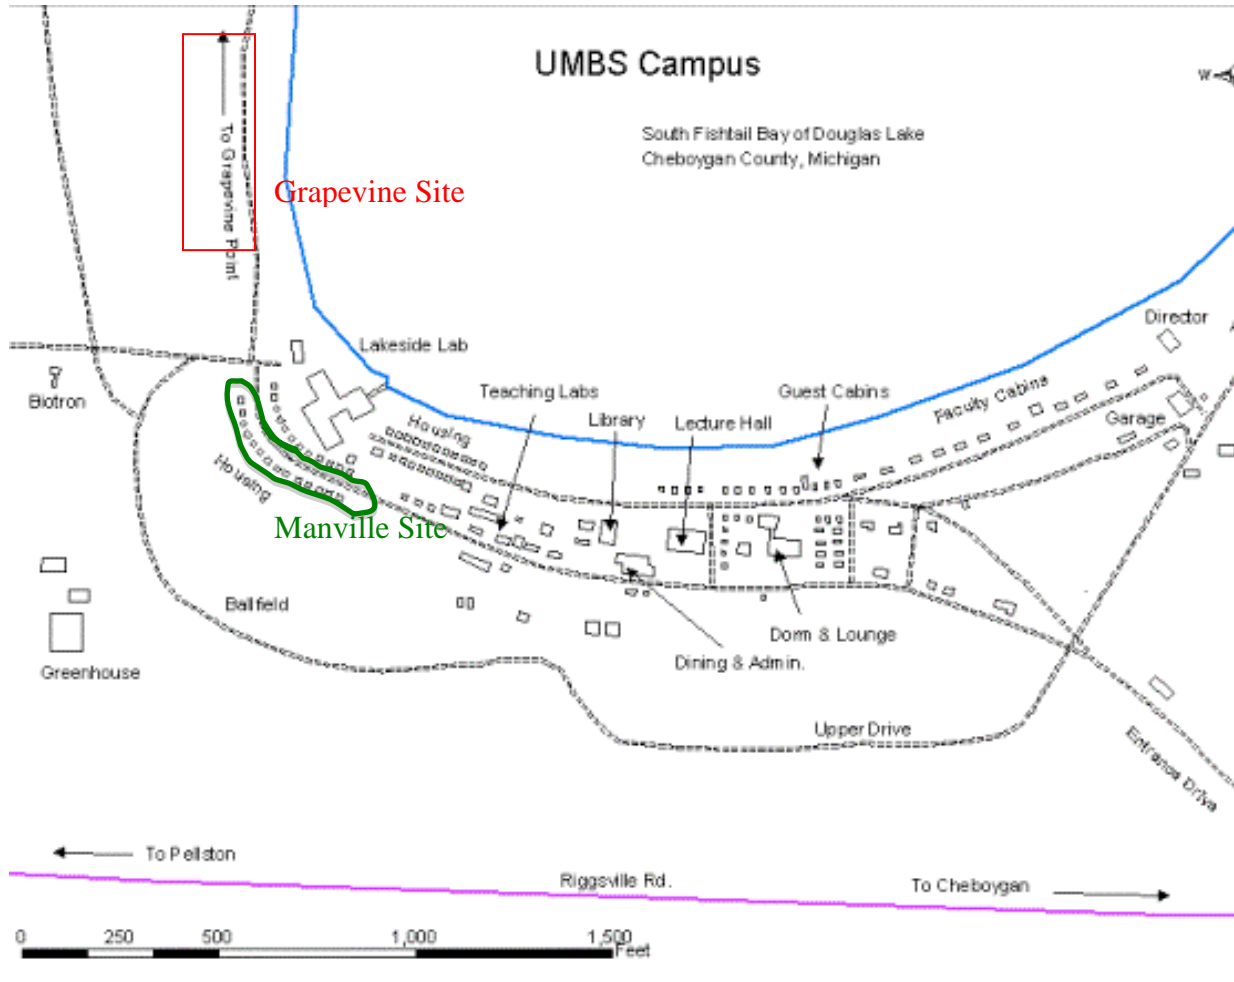 UMBS Campus
W
South Fishtail Bay of Douglas Lake
Cheboygan County, Michigan
To Grapevine Point
Grapevine Site
Director
Lakeside Lab
Teaching Labs
Guest Cabins
Faculty Cabins
Biotron
Library
Lecture Hall
Garage
Housing
Housing
Manville Site
Ballfield
Dorm & Lounge
Dining & Admin.
Greenhouse
Upper Drive
Entrance Drive
To Pellston
Riggsville Rd.
To Cheboygan
0 250 500 1,000 1,500
Feet